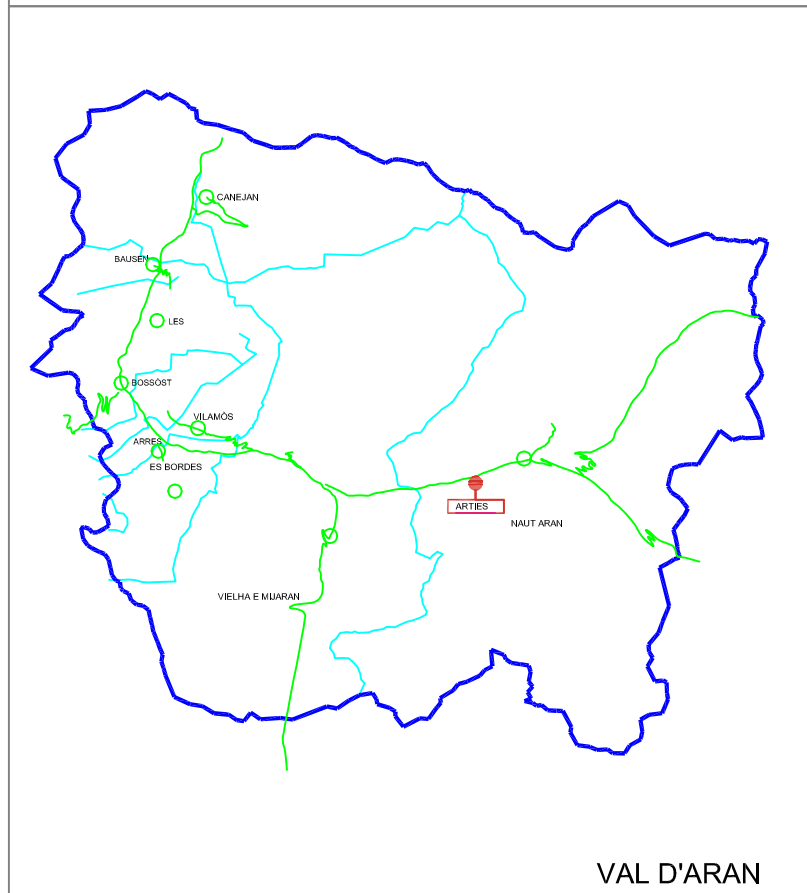 CANEJAN
BAUSEN
LES
BOSSÒST
VILAMÒS
ARRES
ES BORDES
ARTIES
NAUT ARAN
VIELHA E MIJARAN
VAL D'ARAN